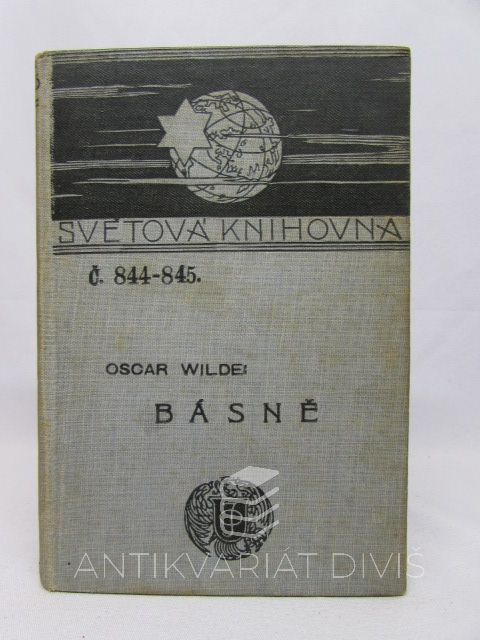 SVĚTOVÁ KNIHOVNA
Č. 844-845.
OSCAR WILDE:
BÁSNĚ
ANTIKVARIÁT DIVIŠ